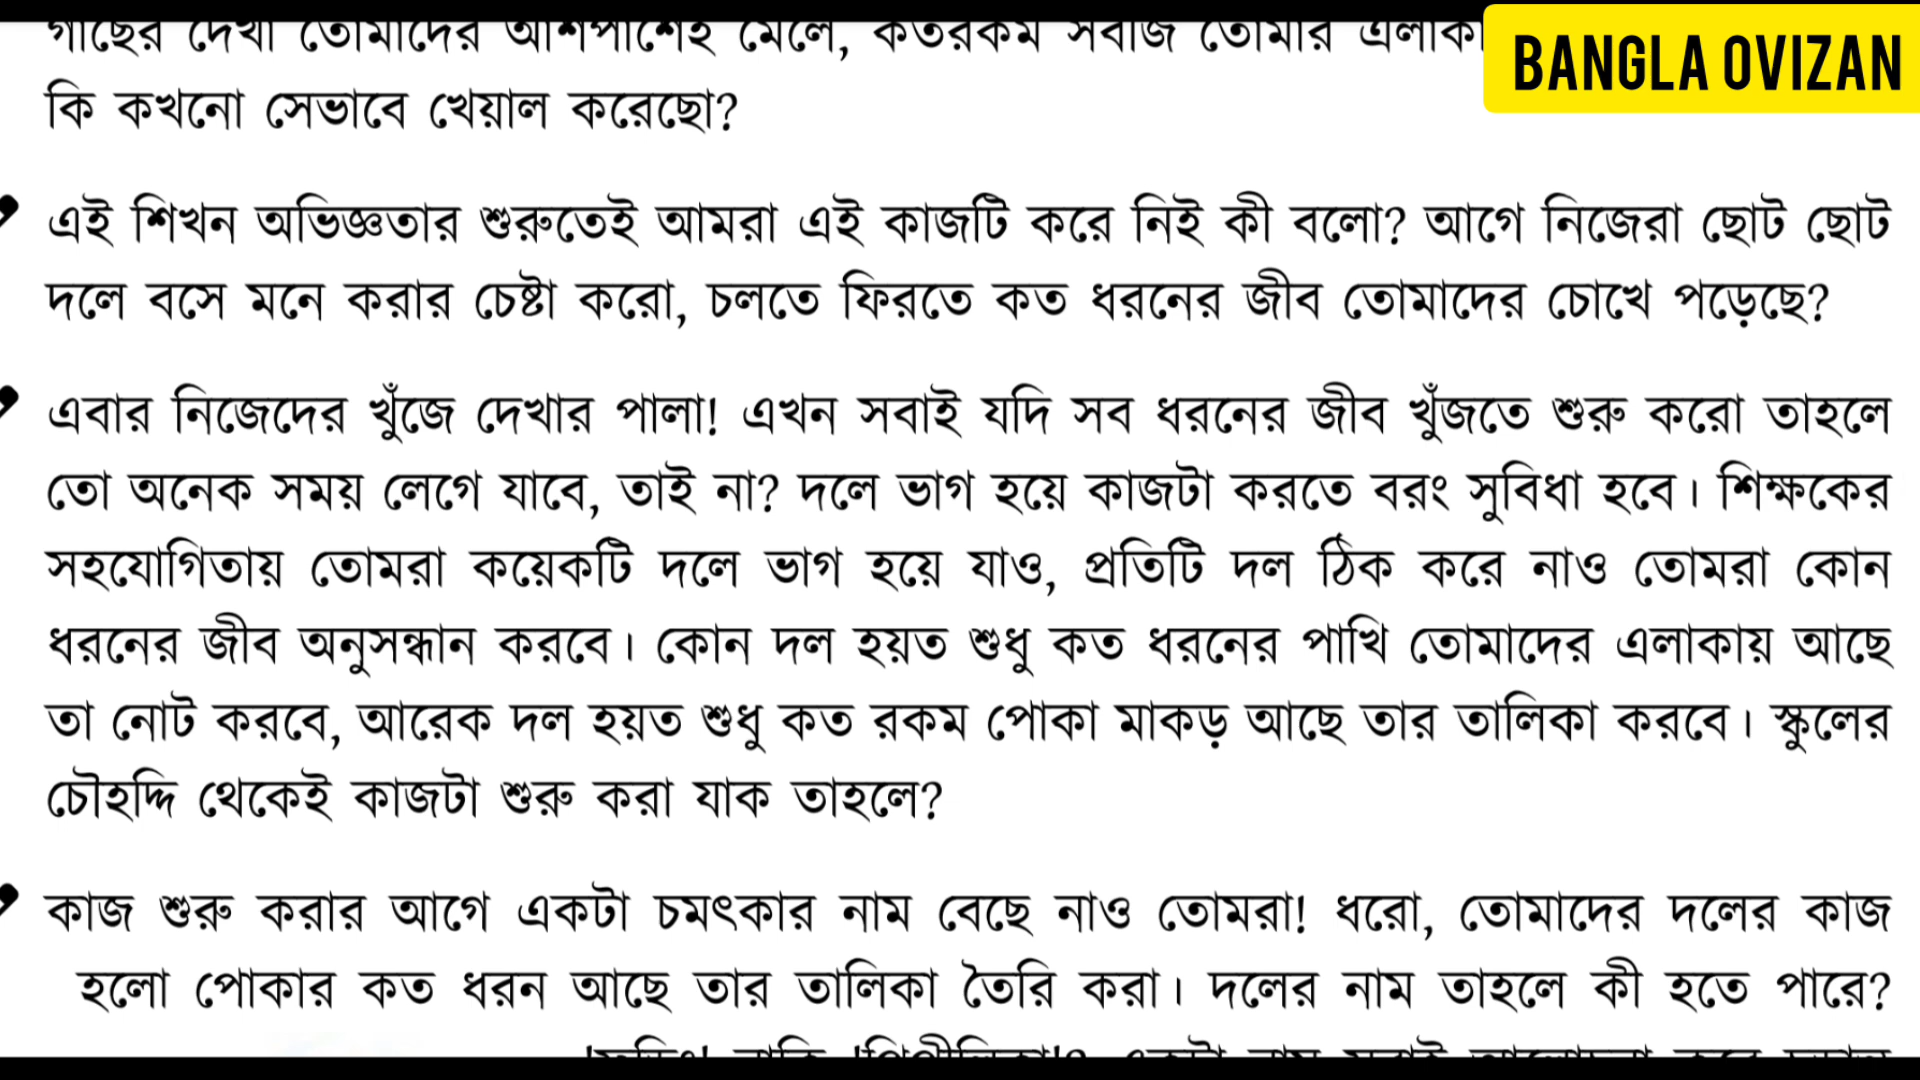 গাছের দেখা তোমাদের আশপাশেই মেলে, কতরকম সবজি তোমার এলাকা
BANGLA OVIZAN
কি কখনো সেভাবে খেয়াল করেছো?
এই শিখন অভিজ্ঞতার শুরুতেই আমরা এই কাজটি করে নিই কী বলো? আগে নিজেরা ছোট ছোট
দলে বসে মনে করার চেষ্টা করো, চলতে ফিরতে কত ধরনের জীব তোমাদের চোখে পড়েছে?
এবার নিজেদের খুঁজে দেখার পালা! এখন সবাই যদি সব ধরনের জীব খুঁজতে শুরু করো তাহলে
তো অনেক সময় লেগে যাবে, তাই না? দলে ভাগ হয়ে কাজটা করতে বরং সুবিধা হবে। শিক্ষকের
সহযোগিতায় তোমরা কয়েকটি দলে ভাগ হয়ে যাও, প্রতিটি দল ঠিক করে নাও তোমরা কোন
ধরনের জীব অনুসন্ধান করবে। কোন দল হয়ত শুধু কত ধরনের পাখি তোমাদের এলাকায় আছে
তা নোট করবে, আরেক দল হয়ত শুধু কত রকম পোকা মাকড় আছে তার তালিকা করবে। স্কুলের
চৌহদ্দি থেকেই কাজটা শুরু করা যাক তাহলে?
কাজ শুরু করার আগে একটা চমৎকার নাম বেছে নাও তোমরা! ধরো, তোমাদের দলের কাজ
হলো পোকার কত ধরন আছে তার তালিকা তৈরি করা। দলের নাম তাহলে কী হতে পারে?